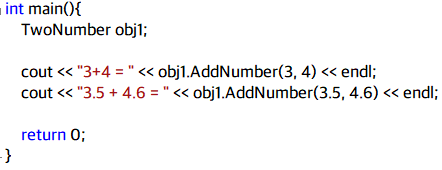 int main(){
TwoNumber obj1;
cout << "3+4 = " << obj1.AddNumber(3, 4) << endl;
cout << "3.5 + 4.6 = " << obj1.AddNumber(3.5, 4.6) << endl;
return 0;
}